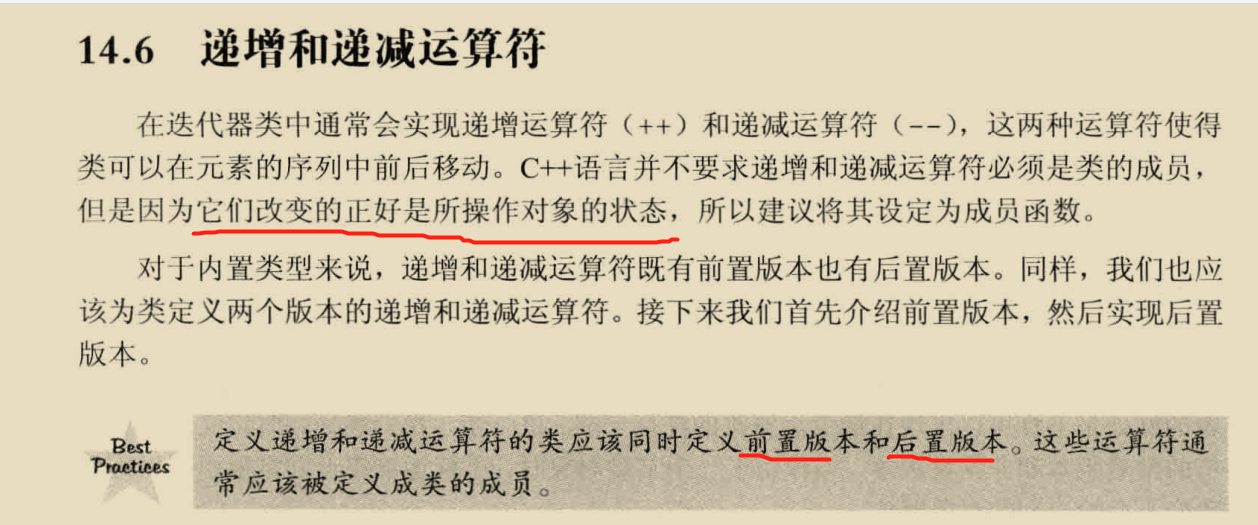 14.6 递增和递减运算符
在迭代器类中通常会实现递增运算符（++）和递减运算符（--），这两种运算符使得
类可以在元素的序列中前后移动。C++语言并不要求递增和递减运算符必须是类的成员，
但是因为它们改变的正好是所操作对象的状态，所以建议将其设定为成员函数。
对于内置类型来说，递增和递减运算符既有前置版本也有后置版本。同样，我们也应
该为类定义两个版本的递增和递减运算符。接下来我们首先介绍前置版本，然后实现后置
版本。
Best
Practices
定义递增和递减运算符的类应该同时定义前置版本和后置版本。这些运算符通
常应该被定义成类的成员。